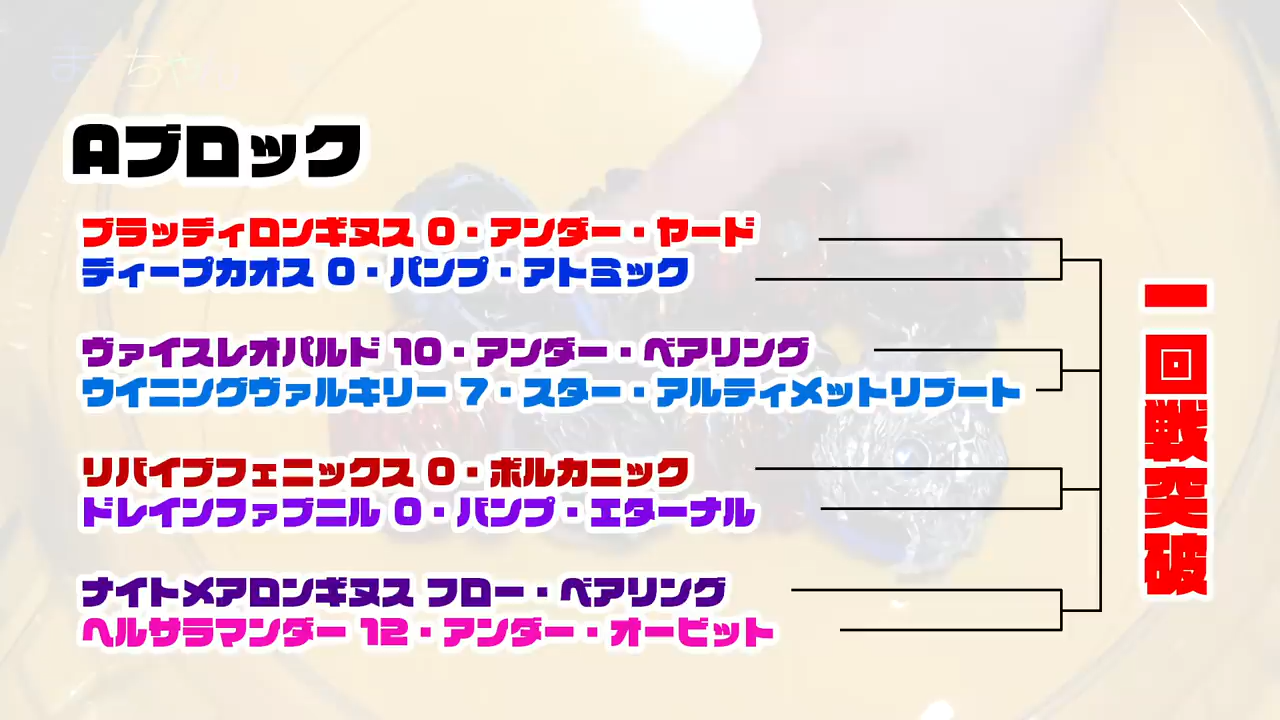 Aブロック
ブラッディロンギヌス 0・アンダー・ヤード
ディープカオス 0・バンプ・アトミック
ヴァイスレオパルド 10・アンダー・ベアリング
ウイニングヴァルキリー 7・スター・アルティメットリブート
リバイブフェニックス 0・ボルカニック
ドレインファブニル 0・バンプ・エターナル
ナイトメアロンギヌス フロー・ベアリング
ヘルサラマンダー 12・アンダー・オービット
一回戦突破